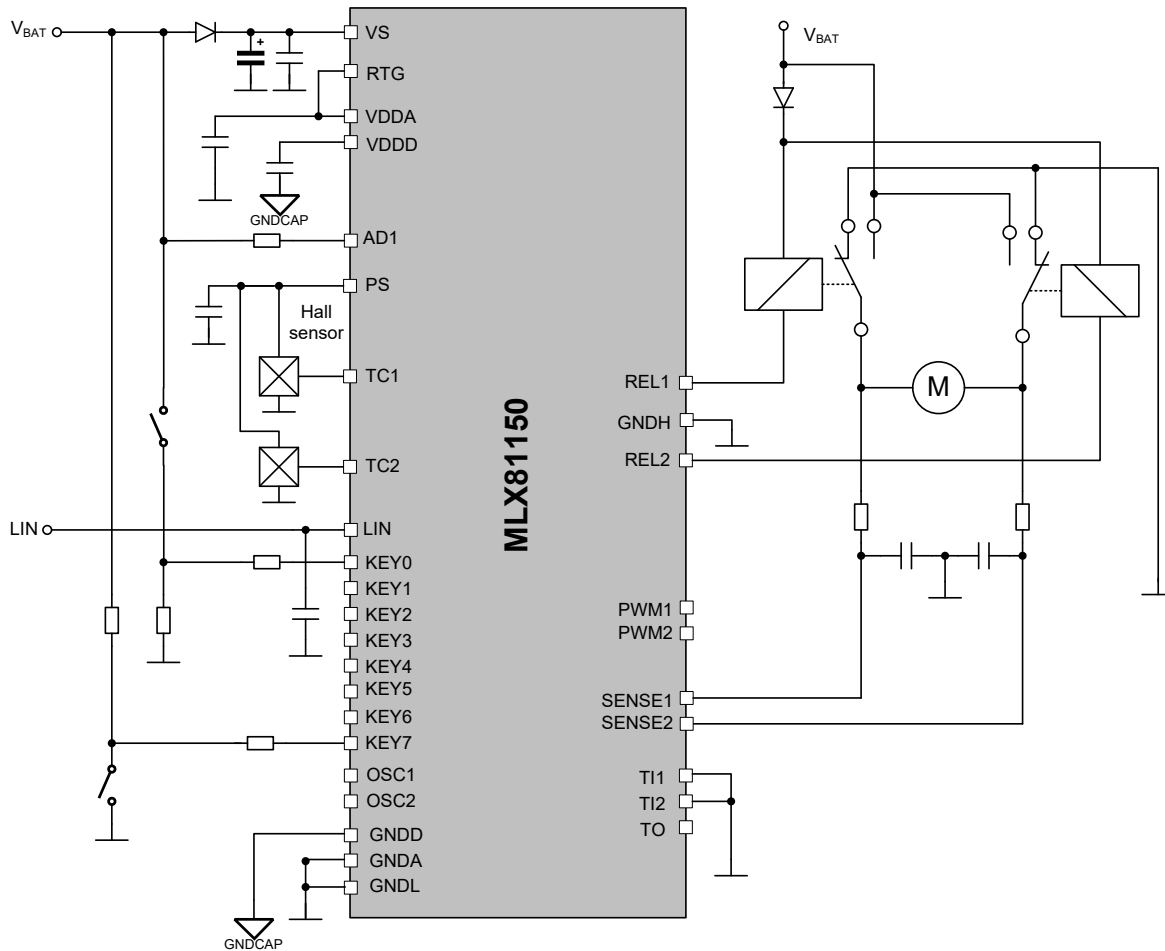 VBAT
VS
RTG
VDDA
VDDD
GNDCAP
AD1
PS
Hall
sensor
TC1
TC2
LIN
LIN
KEY0
KEY1
KEY2
KEY3
KEY4
KEY5
KEY6
KEY7
OSC1
OSC2
GNDD
GNDA
GNDL
GNDCAP
MLX81150
REL1
GNDH
REL2
PWM1
PWM2
SENSE1
SENSE2
TI1
TI2
TO
VBAT
M
+